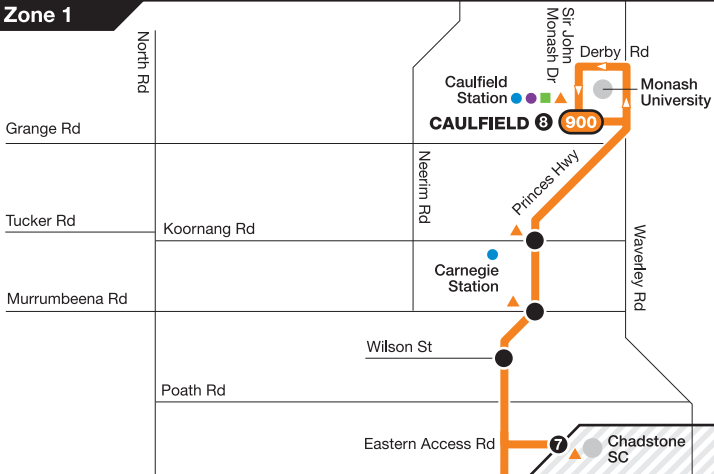 Zone 1
North Rd
Sir John
Monash Dr
Derby Rd
Caulfield
Station
Monash
University
CAULFIELD 8 900
Grange Rd
Neerim Rd
Princes Hwy
Tucker Rd
Koornang Rd
Waverley Rd
Carnegie
Station
Murrumbeena Rd
Wilson St
Poath Rd
Eastern Access Rd
7
Chadstone
SC